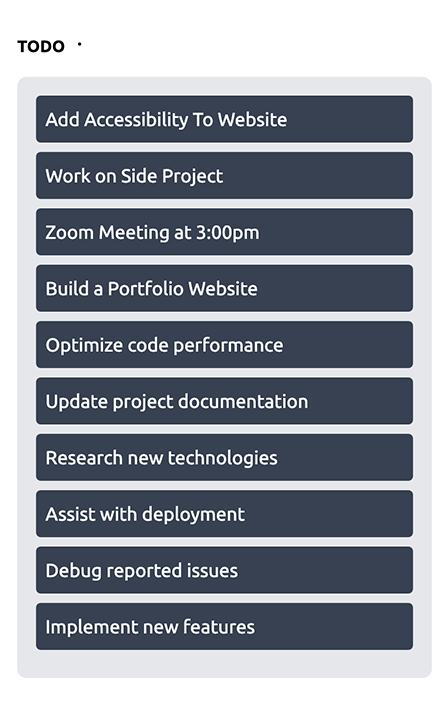 TODO ·
Add Accessibility To Website
Work on Side Project
Zoom Meeting at 3:00pm
Build a Portfolio Website
Optimize code performance
Update project documentation
Research new technologies
Assist with deployment
Debug reported issues
Implement new features